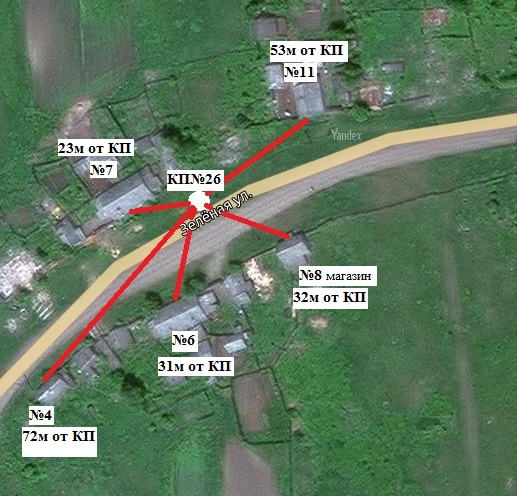 53м от КП
№11
Yandex
23м от КП
№7
КП№26
Зелёная ул.
№8 магазин
32м от КП
№6
31м от КП
№4
72м от КП